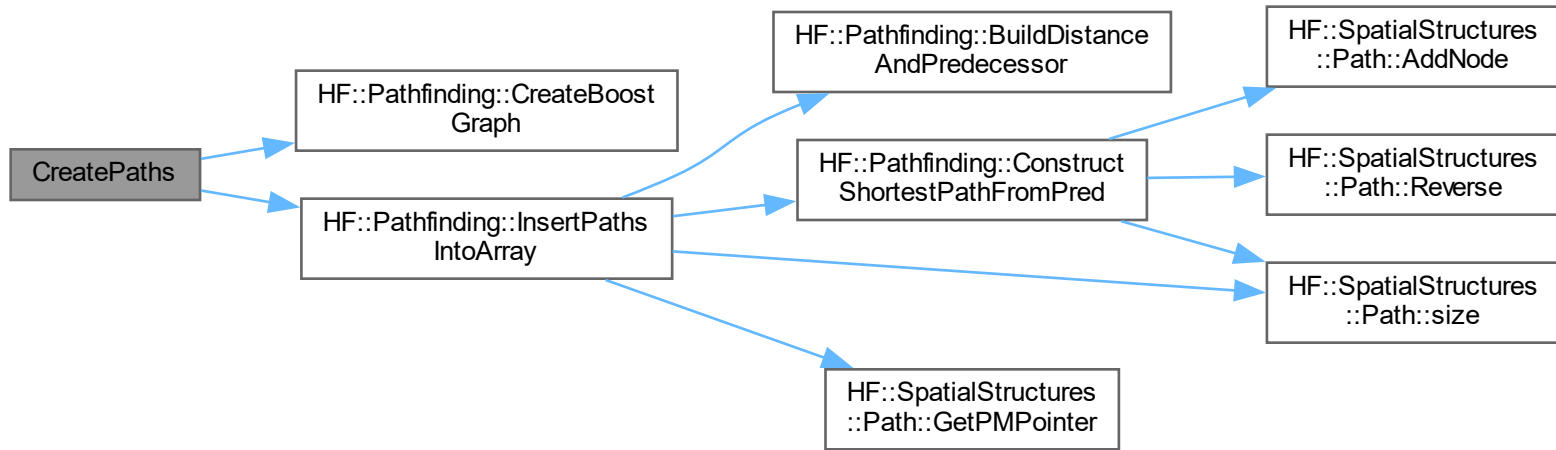 CreatePaths
HF::Pathfinding::CreateBoost
Graph
HF::Pathfinding::InsertPaths
IntoArray
HF::Pathfinding::BuildDistance
AndPredecessor
HF::Pathfinding::Construct
ShortestPathFromPred
HF::SpatialStructures
::Path::GetPMPointer
HF::SpatialStructures
::Path::AddNode
HF::SpatialStructures
::Path::Reverse
HF::SpatialStructures
::Path::size